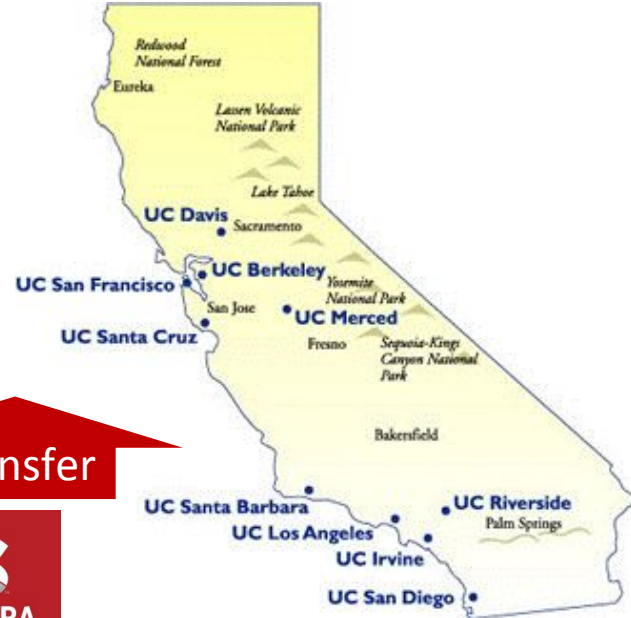 Redwood
National Forest
Eureka
Lassen Volcanic
National Park
Lake Tahoe
UC Davis
Sacramento
UC Berkeley
UC San Francisco
Yosemite
National Park
San Jose
UC Merced
UC Santa Cruz
Fresno
Sequoia-Kings
Canyon National
Park
Bakersfield
nsfer
UC Santa Barbara
UC Riverside
Palm Springs
UC Los Angeles
UC Irvine
UC San Diego